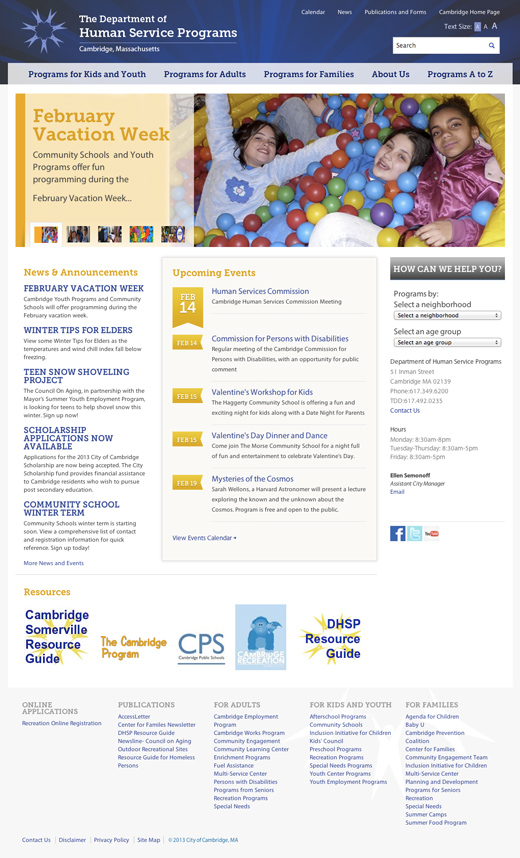 The Department of
Human Service Programs
Cambridge, Massachusetts
Calendar News Publications and Forms Cambridge Home Page
Text Size: A A A
Search
Programs for Kids and Youth Programs for Adults Programs for Families About Us Programs A to Z
February
Vacation Week
Community Schools and Youth
Programs offer fun
programming during the
February Vacation Week...
News & Announcements
FEBRUARY VACATION WEEK
Cambridge Youth Programs and Community
Schools will offer programming during the
February vacation week.
WINTER TIPS FOR ELDERS
View some Winter Tips for Elders as the
temperatures and wind chill index fall below
freezing.
TEEN SNOW SHOVELING
PROJECT
The Council On Aging, in partnership with the
Mayor's Summer Youth Employment Program,
is looking for teens to help shovel snow this
winter. Sign up now!
SCHOLARSHIP
APPLICATIONS NOW
AVAILABLE
Applications for the 2013 City of Cambridge
Scholarship are now being accepted. The City
Scholarship fund provides financial assistance
to Cambridge residents who wish to pursue
post secondary education.
COMMUNITY SCHOOL
WINTER TERM
Community Schools winter term is starting
soon. View a comprehensive list of contact
and registration information for quick
reference. Sign up today!
More News and Events
Upcoming Events
FEB
14
Human Services Commission
Cambridge Human Services Commission Meeting
FEB 14
Commission for Persons with Disabilities
Regular meeting of the Cambridge Commission for
Persons with Disabilities, with an opportunity for public
comment
FEB 15
Valentine's Workshop for Kids
The Haggerty Community School is offering a fun and
exciting night for kids along with a Date Night for Parents
FEB 15
Valentine's Day Dinner and Dance
Come join The Morse Community School for a night full
of fun and entertainment to celebrate Valentine's Day.
FEB 19
Mysteries of the Cosmos
Sarah Wellons, a Harvard Astronomer will present a lecture
exploring the known and the unknown about the
Cosmos. Program is free and open to the public.
View Events Calendar
HOW CAN WE HELP YOU?
Programs by:
Select a neighborhood
Select a neighborhood
Select an age group
Select an age group
Department of Human Service Programs
51 Inman Street
Cambridge MA 02139
Phone:617.349.6200
TDD:617.492.0235
Contact Us
Hours
Monday: 8:30am-8pm
Tuesday-Thursday: 8:30am-5pm
Friday: 8:30am-5pm
Ellen Semonoff
Assistant City Manager
Email
f t You Tube
Resources
Cambridge
Somerville
Resource
Guide
The Cambridge
Program
CPS
Cambridge Public Schools
CAMBRIDGE
RECREATION
DHSP
Resource
Guide
ONLINE
APPLICATIONS
Recreation Online Registration
PUBLICATIONS
AccessLetter
Center for Familes Newsletter
DHSP Resource Guide
Newsline- Council on Aging
Outdoor Recreational Sites
Resource Guide for Homeless
Persons
FOR ADULTS
Cambridge Employment
Program
Cambridge Works Program
Community Engagement
Community Learning Center
Enrichment Programs
Fuel Assistance
Multi-Service Center
Persons with Disabilities
Programs from Seniors
Recreation Programs
Special Needs
FOR KIDS AND YOUTH
Afterschool Programs
Community Schools
Inclusion Initiative for Children
Kids' Council
Preschool Programs
Recreation Programs
Special Needs Programs
Youth Center Programs
Youth Employment Programs
FOR FAMILIES
Agenda for Children
Baby U
Cambridge Prevention
Coalition
Center for Families
Community Engagement Team
Inclusion Initiative for Children
Multi-Service Center
Planning and Development
Programs for Seniors
Recreation
Special Needs
Summer Camps
Summer Food Program
Contact Us Disclaimer Privacy Policy Site Map © 2013 City of Cambridge, MA